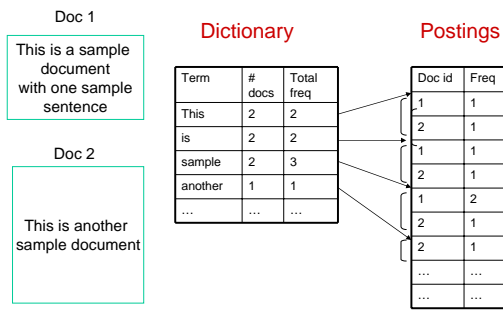 Doc 1
This is a sample
document
with one sample
sentence
Doc 2
This is another
sample document
Dictionary
Term # docs Total freq
This 2 2
is 2 2
sample 2 3
another 1 1
… … …
Postings
Doc id Freq
1 1
2 1
1 1
2 1
1 2
2 1
2 1
… …
… …